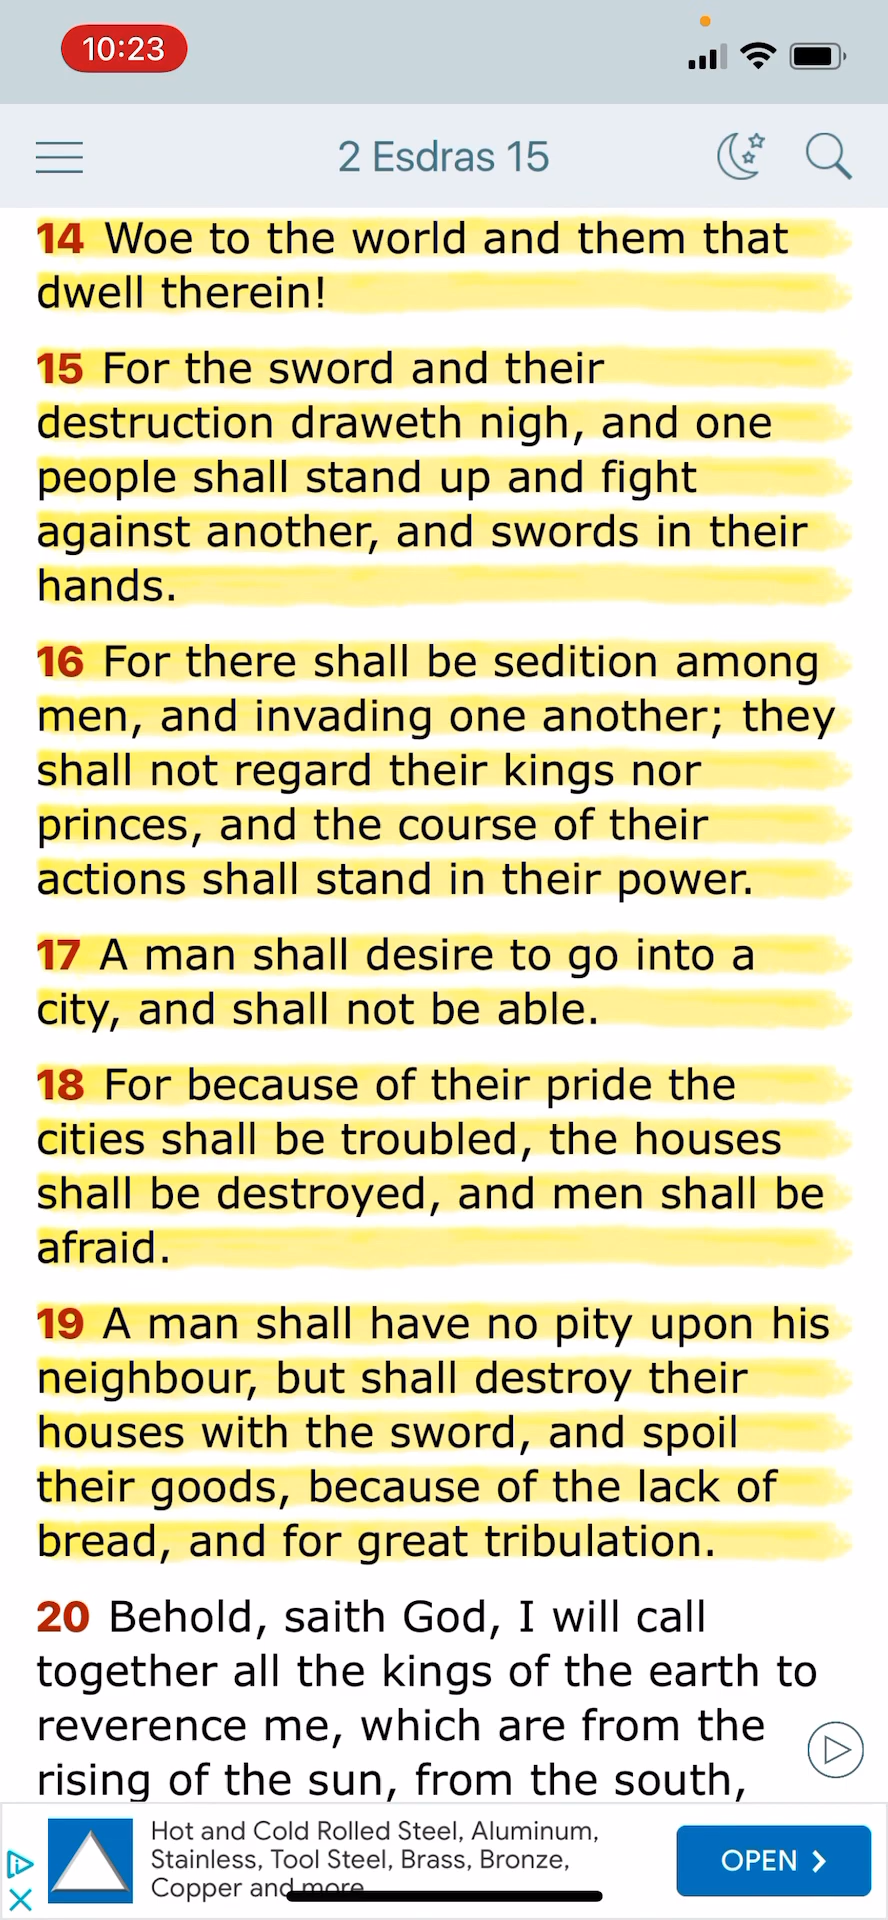 10:23
2 Esdras 15
14 Woe to the world and them that
dwell therein!
15 For the sword and their
destruction draweth nigh, and one
people shall stand up and fight
against another, and swords in their
hands.
16 For there shall be sedition among
men, and invading one another; they
shall not regard their kings nor
princes, and the course of their
actions shall stand in their power.
17 A man shall desire to go into a
city, and shall not be able.
18 For because of their pride the
cities shall be troubled, the houses
shall be destroyed, and men shall be
afraid.
19 A man shall have no pity upon his
neighbour, but shall destroy their
houses with the sword, and spoil
their goods, because of the lack of
bread, and for great tribulation.
20 Behold, saith God, I will call
together all the kings of the earth to
reverence me, which are from the
rising of the sun, from the south,
Hot and Cold Rolled Steel, Aluminum,
Stainless, Tool Steel, Brass, Bronze,
Copper and more
OPEN